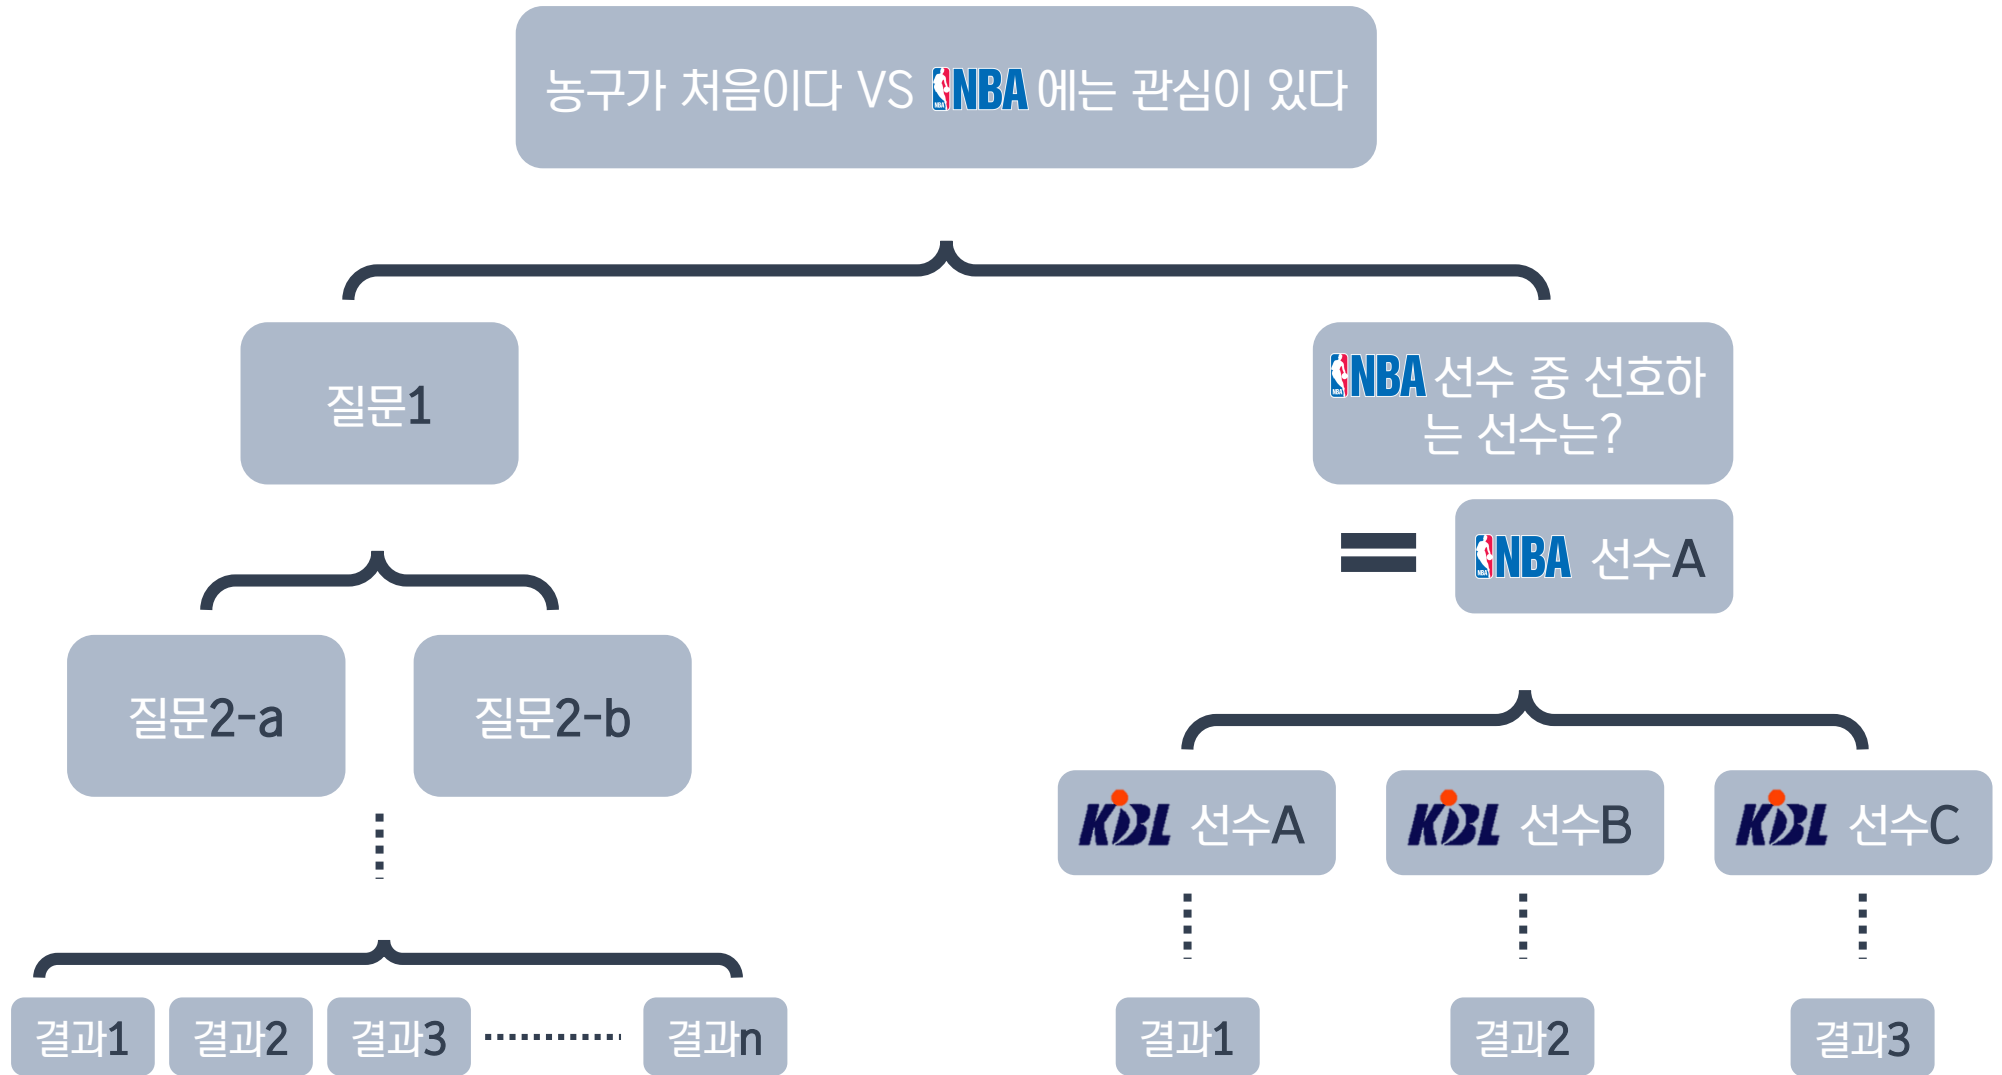 농구가 처음이다 VS NBA 에는 관심이 있다
질문1
NBA 선수 중 선호하
는 선수는?
= NBA 선수A
질문2-a
질문2-b
KBL 선수A
KBL 선수B
KBL 선수C
결과1
결과2
결과3
결과n
결과1
결과2
결과3